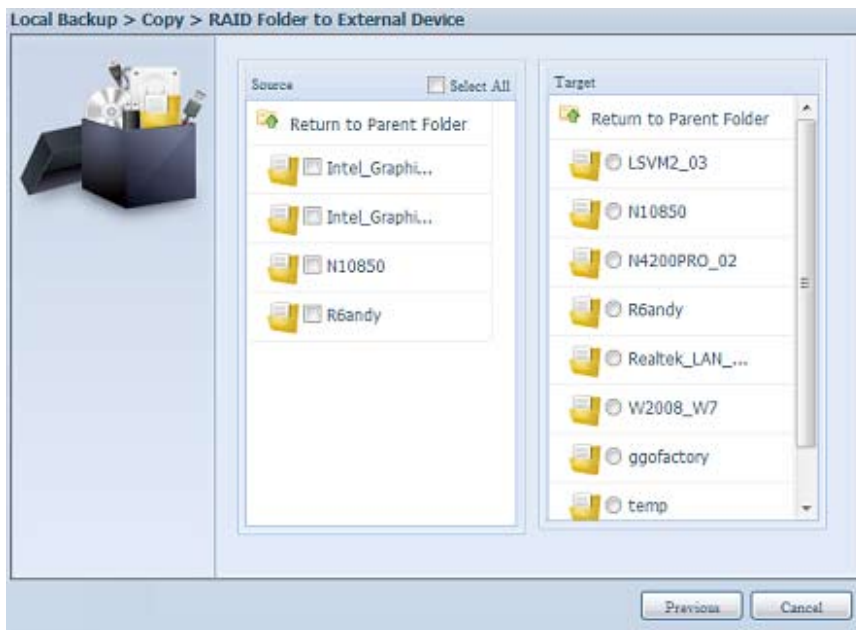 Local Backup > Copy > RAID Folder to External Device
Source
Select All
Return to Parent Folder
Intel_Graphi...
Intel_Graphi...
N10850
R6andy
Target
Return to Parent Folder
LSVM2_03
N10850
N4200PRO_02
R6andy
Realtek_LAN_...
W2008_W7
ggofactory
temp
Previous
Cancel